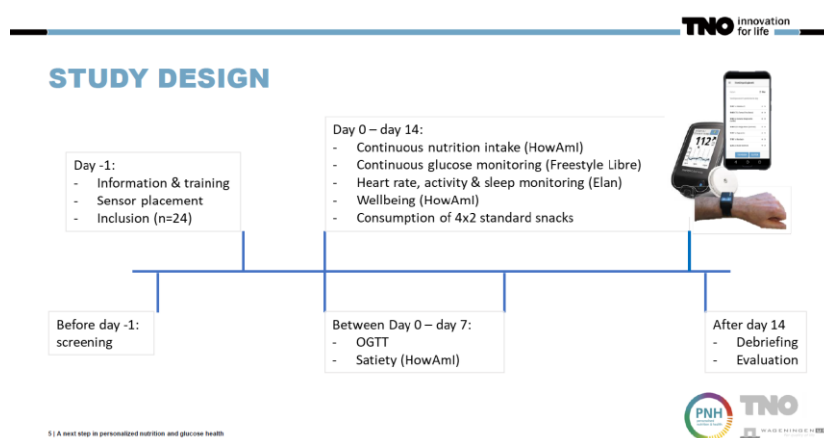 TNO innovation
for life
STUDY DESIGN
Day -1:
- Information & training
- Sensor placement
- Inclusion (n=24)
Day 0 – day 14:
- Continuous nutrition intake (HowAmI)
- Continuous glucose monitoring (Freestyle Libre)
- Heart rate, activity & sleep monitoring (Elan)
- Wellbeing (HowAmI)
- Consumption of 4x2 standard snacks
112
Before day -1:
screening
Between Day 0 – day 7:
- OGTT
- Satiety (HowAmI)
After day 14
- Debriefing
- Evaluation
5 | A next step in personalized nutrition and glucose health
PNH
TNO
WAGENINGEN